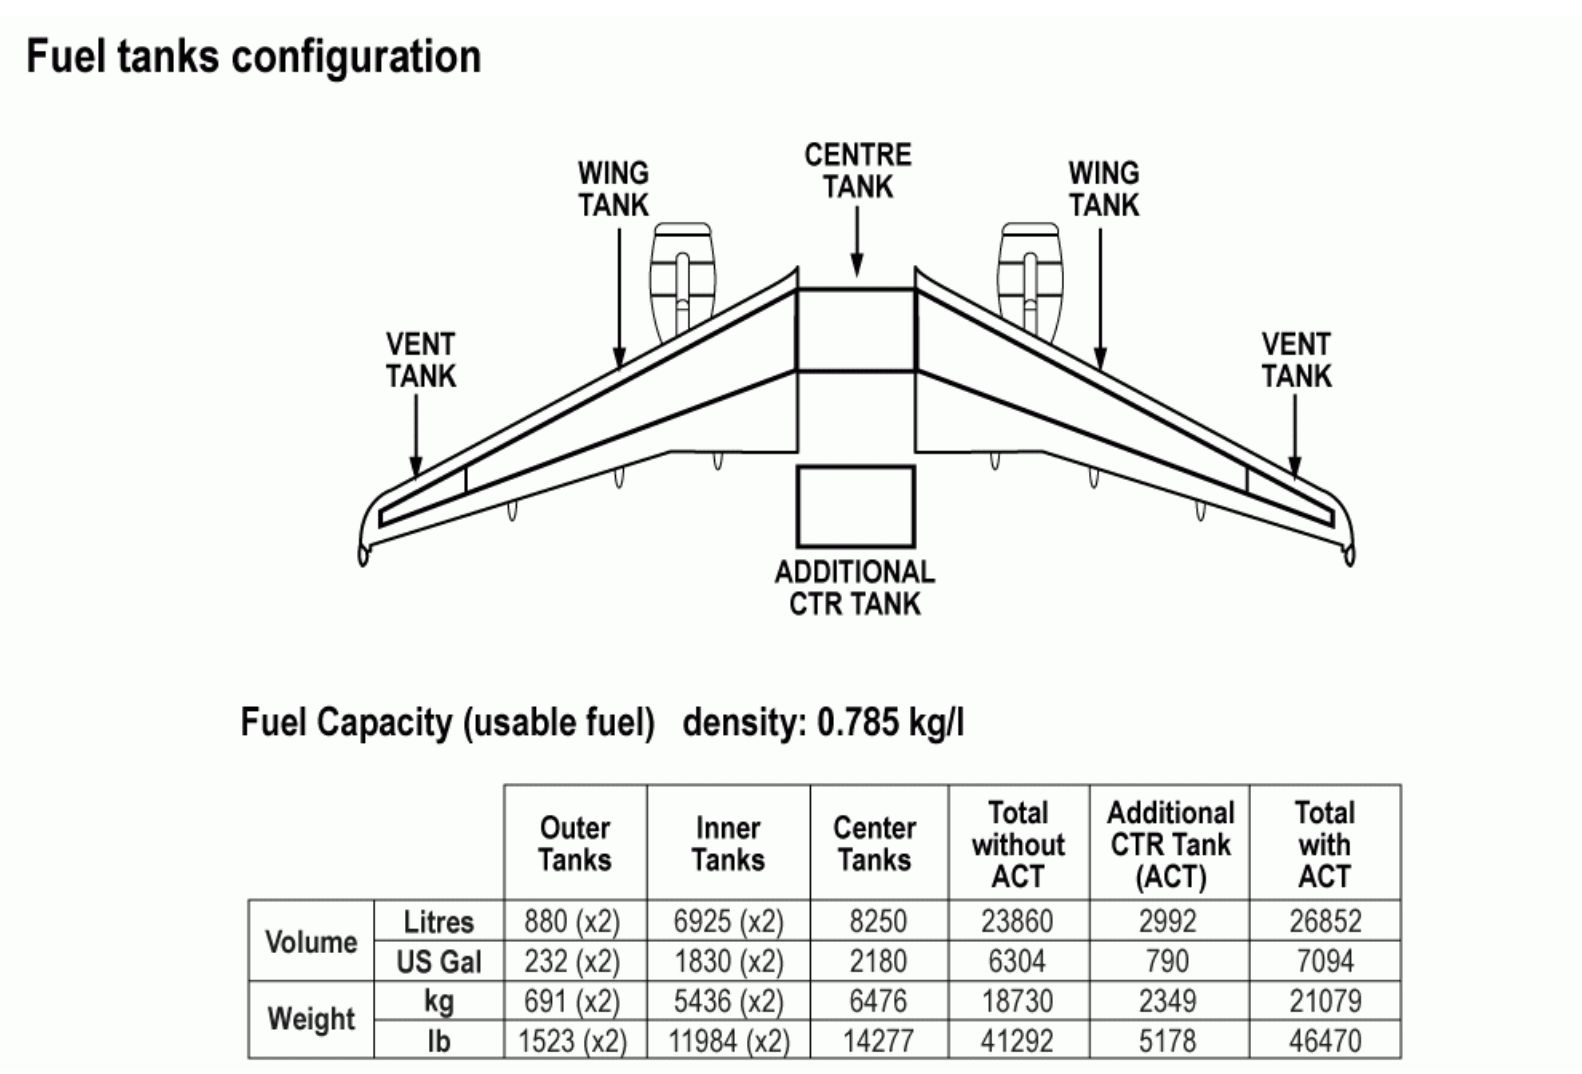 Fuel tanks configuration
CENTRE
TANK
WING
TANK
WING
TANK
VENT
TANK
VENT
TANK
ADDITIONAL
CTR TANK
Fuel Capacity (usable fuel) density: 0.785 kg/l
Outer Tanks Inner Tanks Center Tanks Total without ACT Additional CTR Tank (ACT) Total with ACT
Volume
Litres 880 (x2) 6925 (x2) 8250 23860 2992 26852
US Gal 232 (x2) 1830 (x2) 2180 6304 790 7094
Weight
kg 691 (x2) 5436 (x2) 6476 18730 2349 21079
lb 1523 (x2) 11984 (x2) 14277 41292 5178 46470